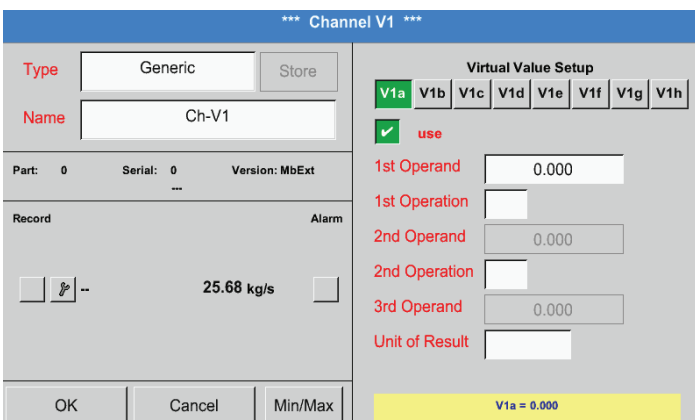 *** Channel V1 ***
Type Generic Store
Name Ch-V1
Part: 0 Serial: 0 Version: MbExt
---
Record Alarm
-- 25.68 kg/s
OK Cancel Min/Max
Virtual Value Setup
V1a V1b V1c V1d V1e V1f V1g V1h
use
1st Operand 0.000
1st Operation
2nd Operand 0.000
2nd Operation
3rd Operand 0.000
Unit of Result
V1a = 0.000